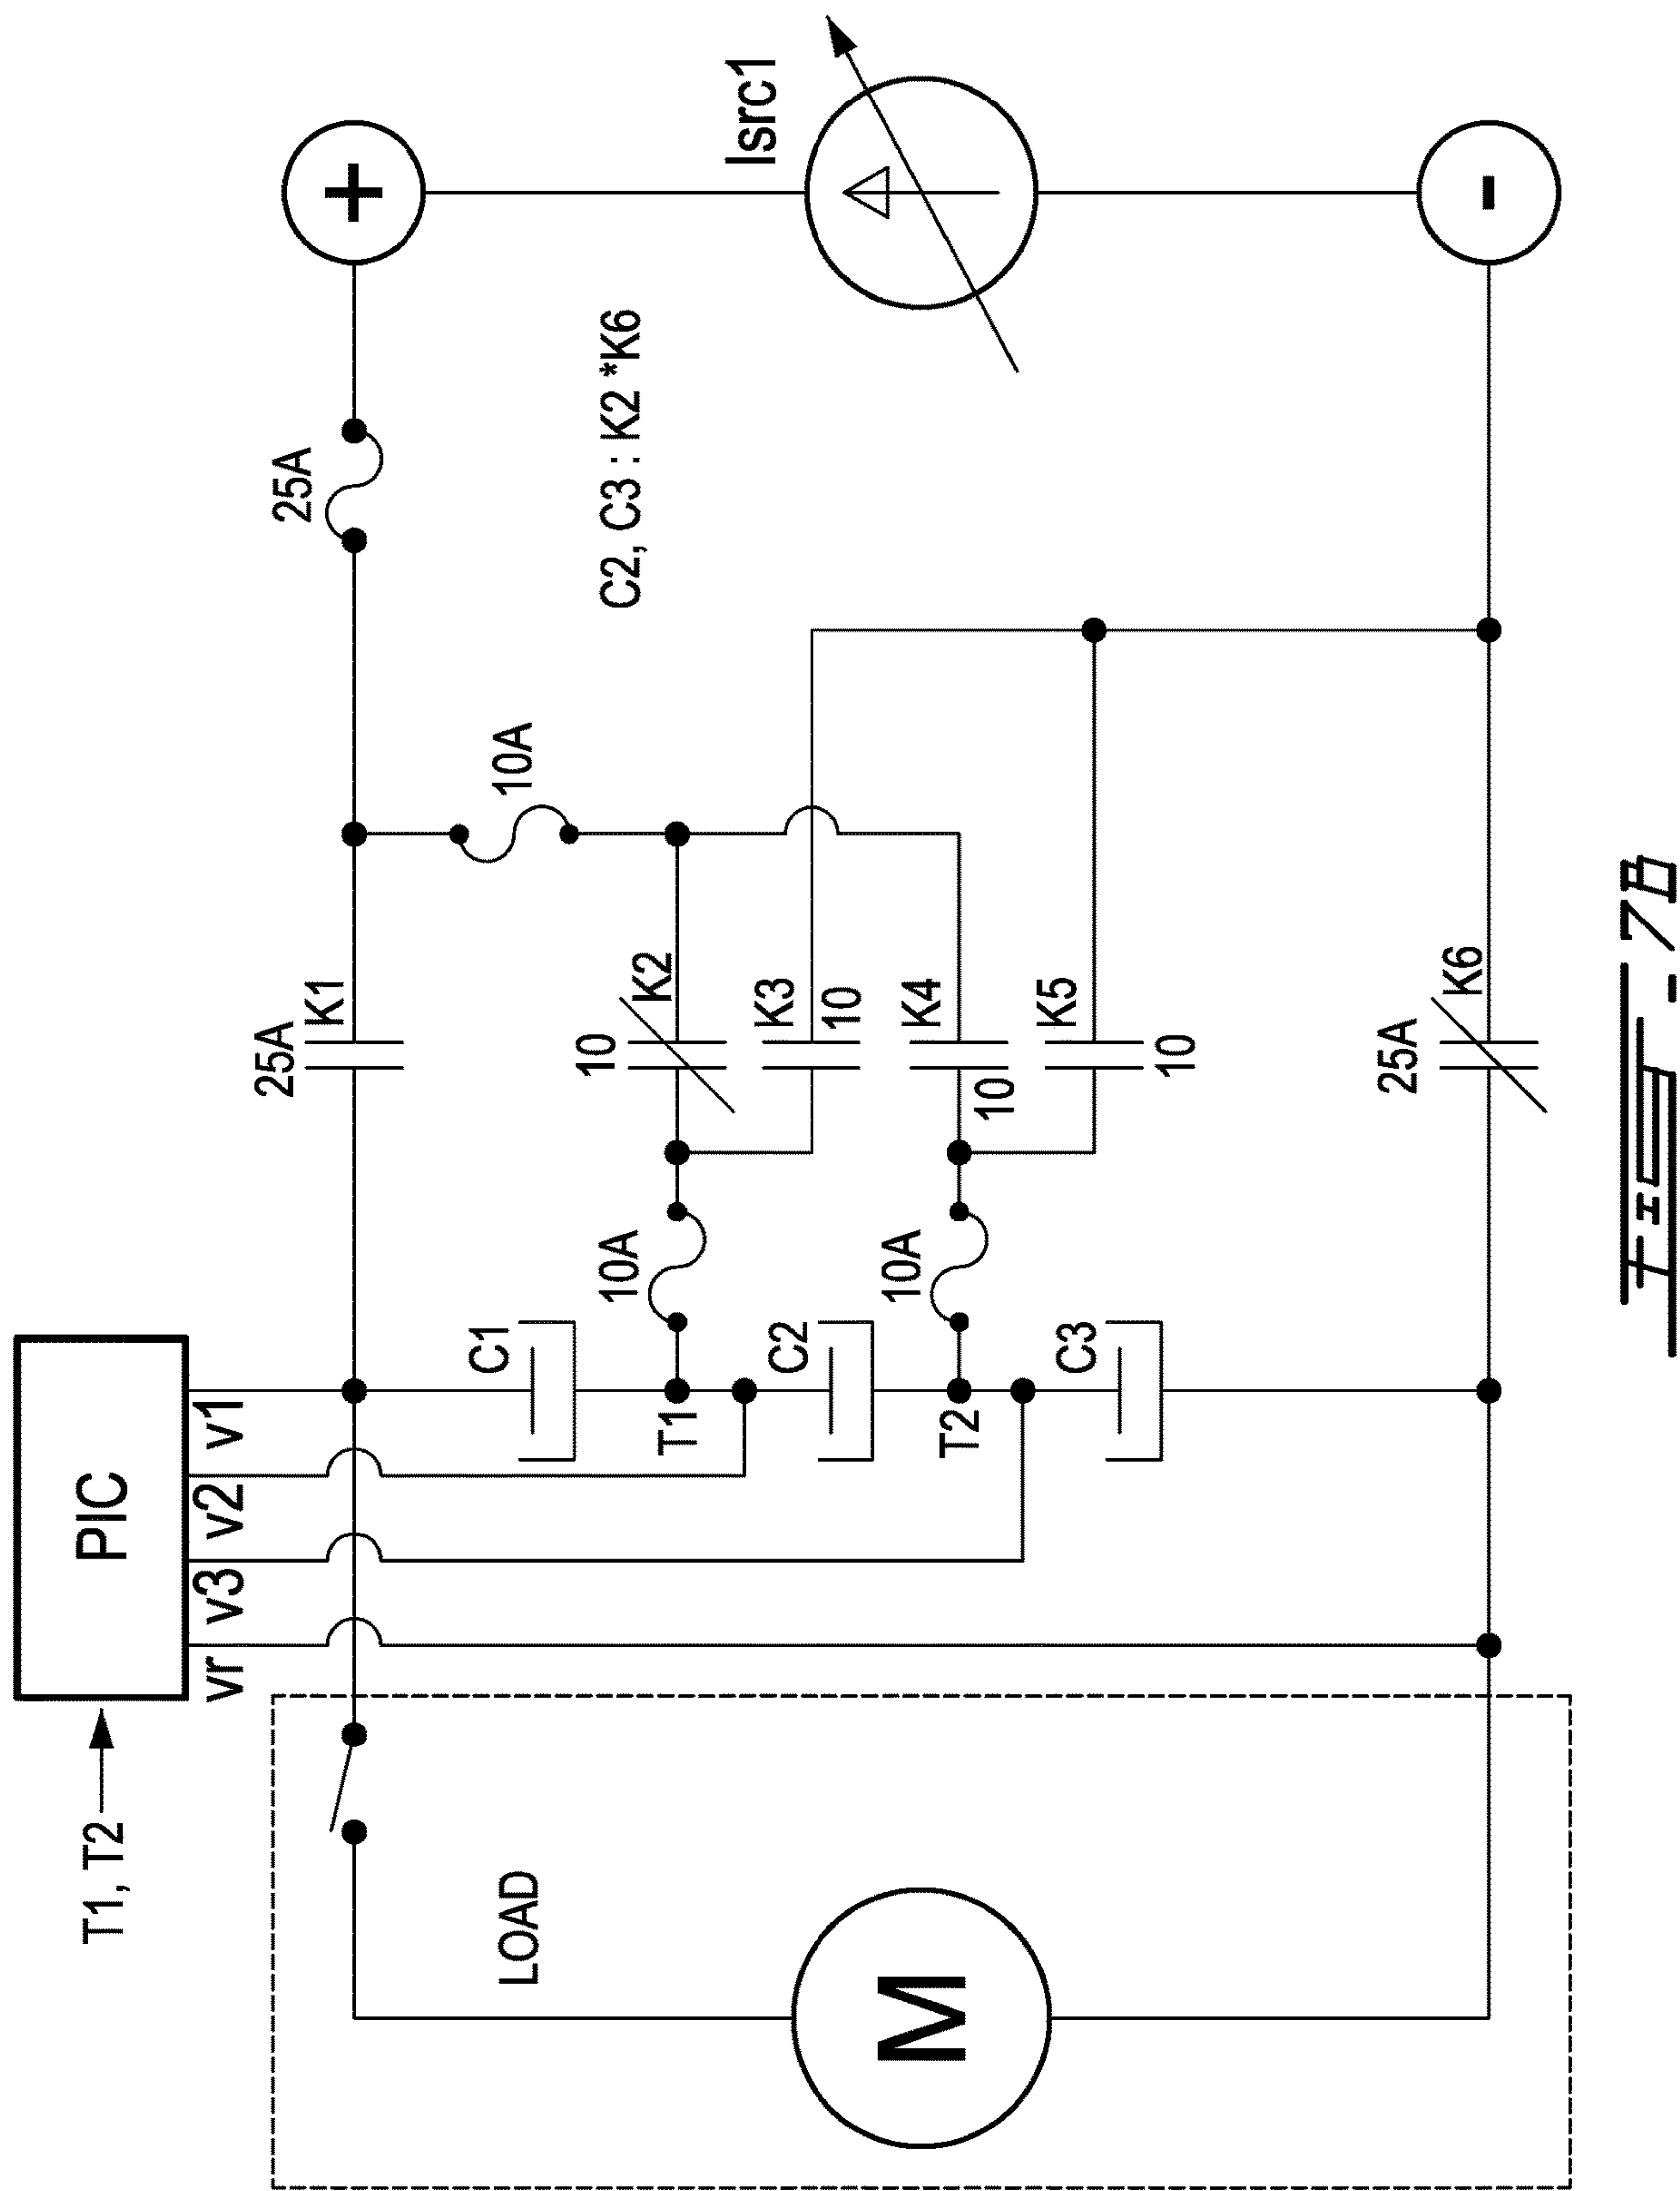 T1, T2
PIC
v1
v2
v3
vr
LOAD
M
C1
T1
C2
T2
C3
10A
10A
25A
K1
10
K2
K3
10
K4
10
K5
10
25A
K6
10A
25A
C2, C3 : K2 *K6
+
Isrc1
-
FIG - 7B